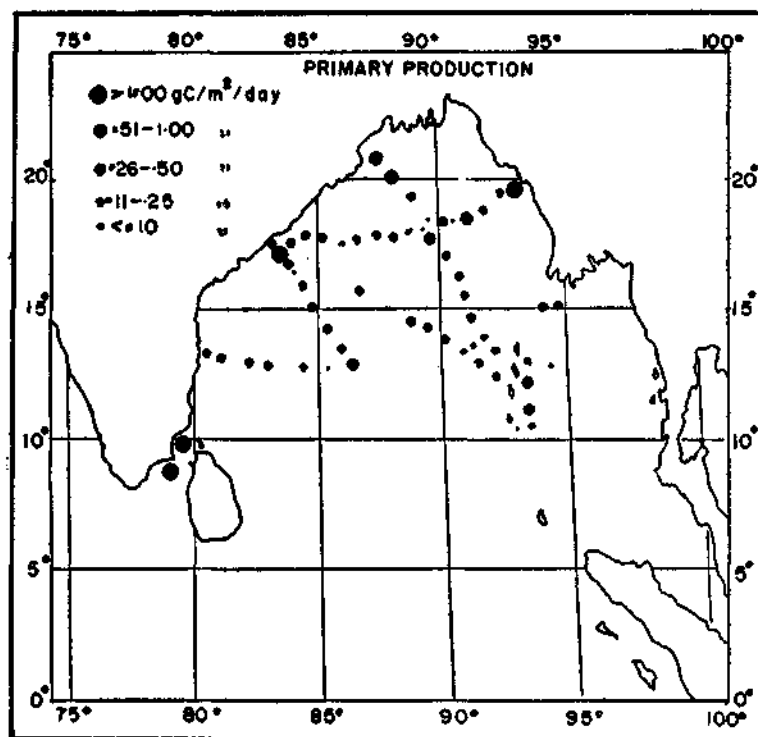 75° 80° 85° 90° 95° 100°
PRIMARY PRODUCTION
>1.00 gC/m²/day
.51-1.00 "
.26-.50 "
.11-.25 "
<.10 "
20° 20°
15° 15°
10° 10°
5° 5°
0° 0°
75° 80° 85° 90° 95° 100°